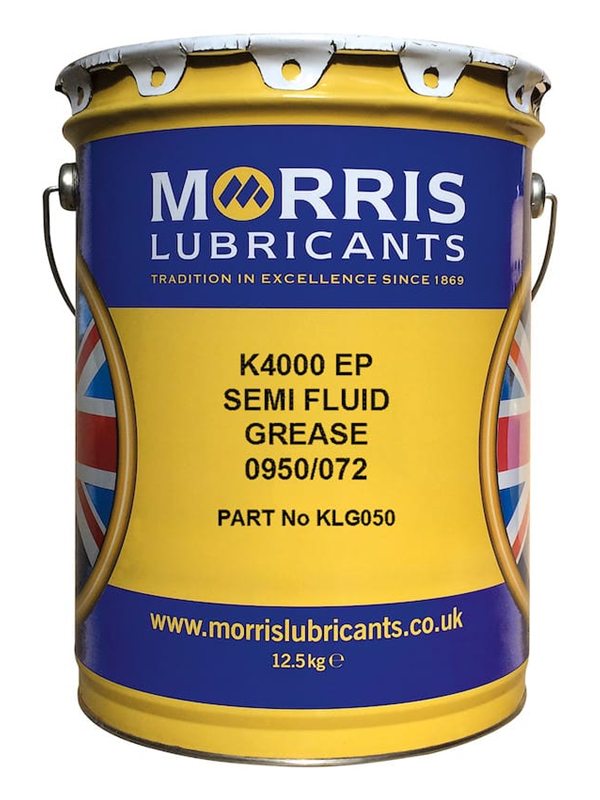 MORRIS
LUBRICANTS
TRADITION IN EXCELLENCE SINCE 1869
K4000 EP
SEMI FLUID
GREASE
0950/072
PART No KLG050
www.morrislubricants.co.uk
12.5kg℮